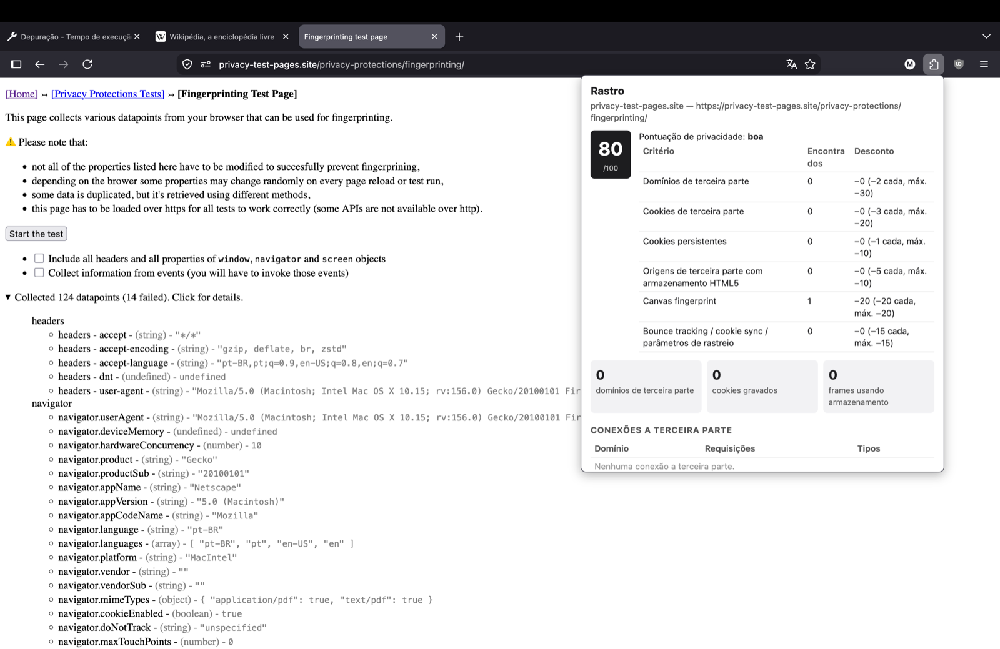 Depuração - Tempo de execuçã
Wikipédia, a enciclopédia livre
Fingerprinting test page
privacy-test-pages.site/privacy-protections/fingerprinting/
[Home] ↣ [Privacy Protections Tests] ↣ [Fingerprinting Test Page]
This page collects various datapoints from your browser that can be used for fingerprinting.
⚠️ Please note that:
• not all of the properties listed here have to be modified to succesfully prevent fingerprining,
• depending on the brower some properties may change randomly on every page reload or test run,
• some data is duplicated, but it's retrieved using different methods,
• this page has to be loaded over https for all tests to work correctly (some APIs are not available over http).
Start the test
• Include all headers and all properties of window, navigator and screen objects
• Collect information from events (you will have to invoke those events)
▼ Collected 124 datapoints (14 failed). Click for details.
headers
headers - accept - (string) - "*/*"
headers - accept-encoding - (string) - "gzip, deflate, br, zstd"
headers - accept-language - (string) - "pt-BR,pt;q=0.9,en-US;q=0.8,en;q=0.7"
headers - dnt - (undefined) - undefined
headers - user-agent - (string) - "Mozilla/5.0 (Macintosh; Intel Mac OS X 10.15; rv:156.0) Gecko/20100101 Fir
navigator
navigator.userAgent - (string) - "Mozilla/5.0 (Macintosh; Intel Mac OS X 10.15; rv:156.0) Gecko/20100101 Fir
navigator.deviceMemory - (undefined) - undefined
navigator.hardwareConcurrency - (number) - 10
navigator.product - (string) - "Gecko"
navigator.productSub - (string) - "20100101"
navigator.appName - (string) - "Netscape"
navigator.appVersion - (string) - "5.0 (Macintosh)"
navigator.appCodeName - (string) - "Mozilla"
navigator.language - (string) - "pt-BR"
navigator.languages - (array) - [ "pt-BR", "pt", "en-US", "en" ]
navigator.platform - (string) - "MacIntel"
navigator.vendor - (string) - ""
navigator.vendorSub - (string) - ""
navigator.mimeTypes - (object) - { "application/pdf": true, "text/pdf": true }
navigator.cookieEnabled - (boolean) - true
navigator.doNotTrack - (string) - "unspecified"
navigator.maxTouchPoints - (number) - 0
Rastro
privacy-test-pages.site — https://privacy-test-pages.site/privacy-protections/
fingerprinting/
80
/100
Pontuação de privacidade: boa
Critério Encontra Desconto
dos
Domínios de terceira parte 0 −0 (−2 cada, máx.
−30)
Cookies de terceira parte 0 −0 (−3 cada, máx.
−20)
Cookies persistentes 0 −0 (−1 cada, máx.
−10)
Origens de terceira parte com 0 −0 (−5 cada, máx.
armazenamento HTML5 −10)
Canvas fingerprint 1 −20 (−20 cada,
máx. −20)
Bounce tracking / cookie sync / 0 −0 (−15 cada,
parâmetros de rastreio máx. −15)
0
domínios de terceira parte
0
cookies gravados
0
frames usando
armazenamento
CONEXÕES A TERCEIRA PARTE
Domínio Requisições Tipos
Nenhuma conexão a terceira parte.